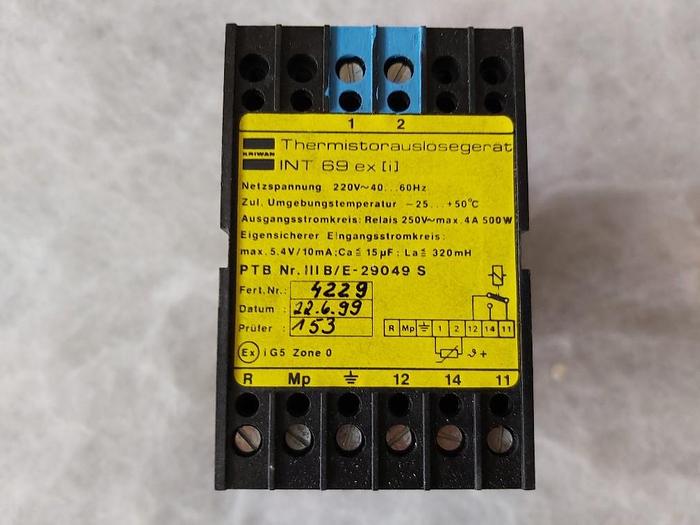 1 2
KRIWAN
Thermistorauslosegerät
INT 69 ex [i]
Netzspannung 220V~40...60Hz
Zul. Umgebungstemperatur -25...+50°C
Ausgangsstromkreis: Relais 250V~max. 4A 500W
Eigensicherer Eingangsstromkreis:
max. 5.4V/10mA; Ca ≦ 15µF; La ≦ 320mH
PTB Nr. III B/E-29049 S
Fert.Nr.: 4229
Datum : 22.6.99
Prüfer : 153
R Mp ⏚ 1 2 12 14 11
ϑ+
Ex i G5 Zone 0
R Mp ⏚ 12 14 11